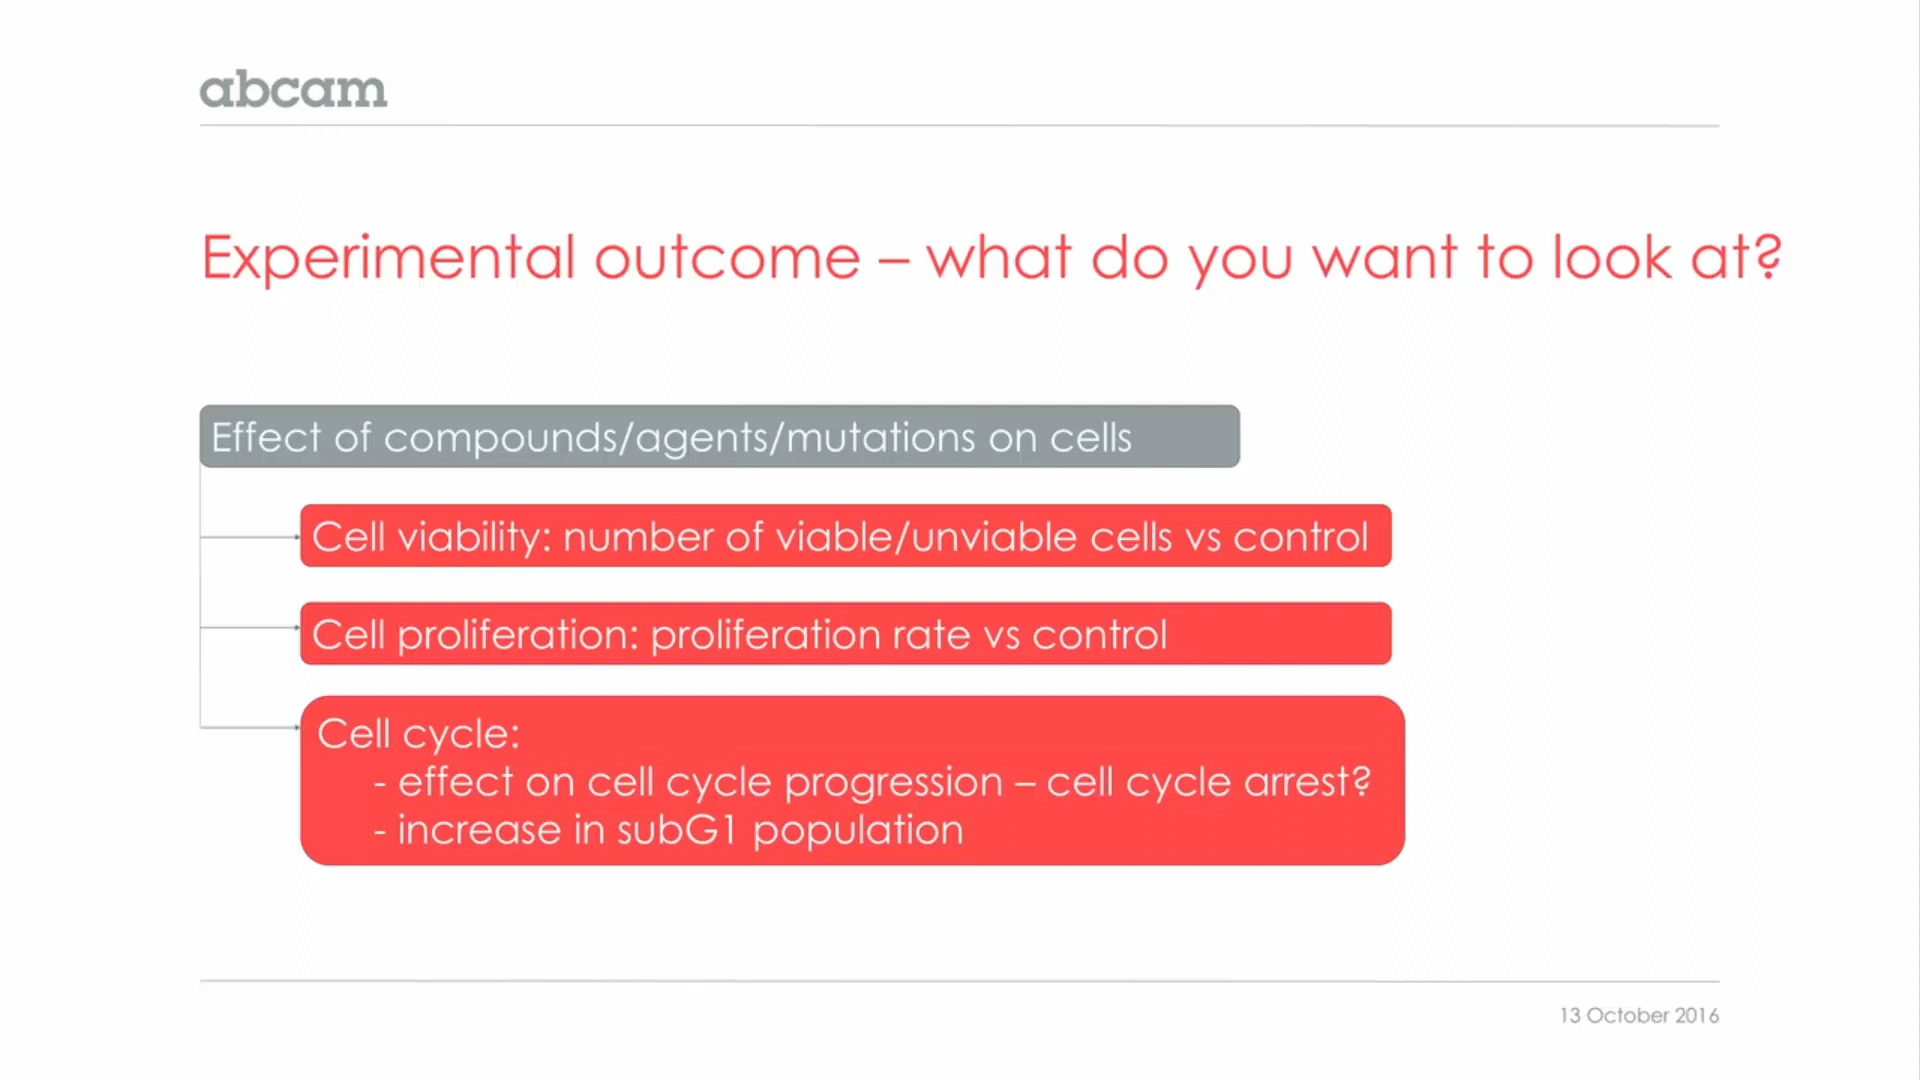 abcam
Experimental outcome – what do you want to look at?
Effect of compounds/agents/mutations on cells
Cell viability: number of viable/unviable cells vs control
Cell proliferation: proliferation rate vs control
Cell cycle:
- effect on cell cycle progression – cell cycle arrest?
- increase in subG1 population
13 October 2016